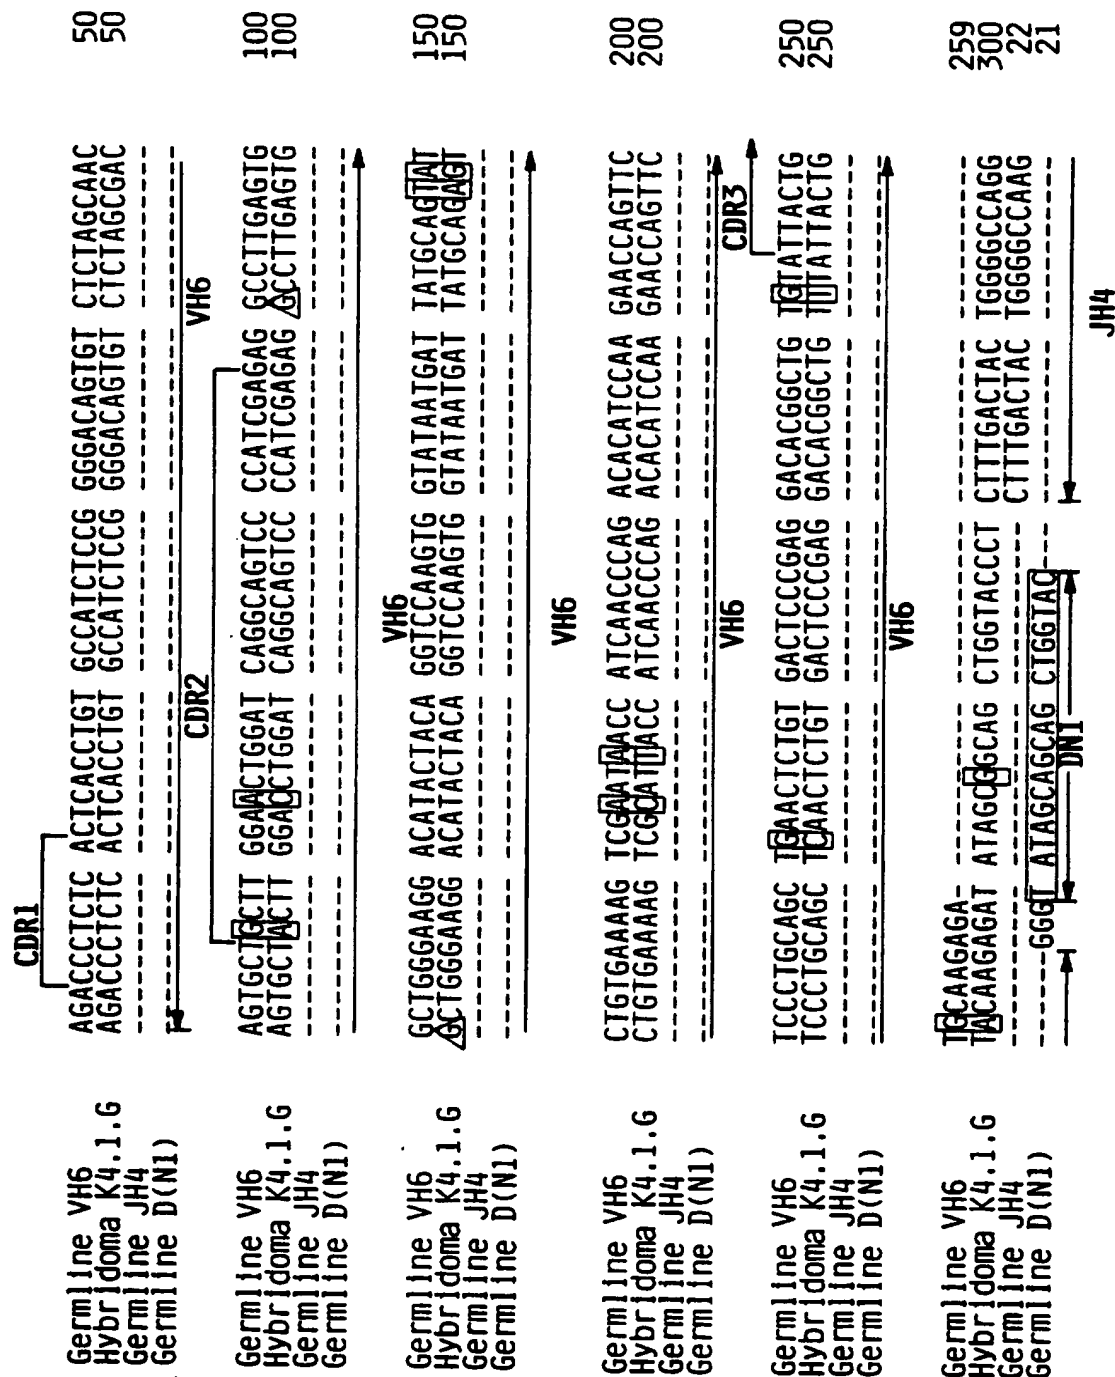 CDR1
Germline VH6 AGACCCTCTC ACTCACCTGT GCCATCTCCG GGGACAGTGT CTCTAGCAAC 50
Hybridoma K4.1.G AGACCCTCTC ACTCACCTGT GCCATCTCCG GGGACAGTGT CTCTAGCGAC 50
Germline JH4 ---------- ---------- ---------- ---------- ----------
Germline D(N1) ---------- ---------- ---------- ---------- ----------
VH6
CDR2
Germline VH6 AGTGCTGCTT GGAACTGGAT CAGGCAGTCC CCATCGAGAG GCCTTGAGTG 100
Hybridoma K4.1.G AGTGCTACTT GGACCTGGAT CAGGCAGTCC CCATCGAGAG GCCTTGAGTG 100
Germline JH4 ---------- ---------- ---------- ---------- ----------
Germline D(N1) ---------- ---------- ---------- ---------- ----------
VH6
Germline VH6 GCTGGGAAGG ACATACTACA GGTCCAAGTG GTATAATGAT TATGCAGTAT 150
Hybridoma K4.1.G GCTGGGAAGG ACATACTACA GGTCCAAGTG GTATAATGAT TATGCAGAGT 150
Germline JH4 ---------- ---------- ---------- ---------- ----------
Germline D(N1) ---------- ---------- ---------- ---------- ----------
VH6
Germline VH6 CTGTGAAAAG TCGAATAACC ATCAACCCAG ACACATCCAA GAACCAGTTC 200
Hybridoma K4.1.G CTGTGAAAAG TCGCATTACC ATCAACCCAG ACACATCCAA GAACCAGTTC 200
Germline JH4 ---------- ---------- ---------- ---------- ----------
Germline D(N1) ---------- ---------- ---------- ---------- ----------
VH6
CDR3
Germline VH6 TCCCTGCAGC TGAACTCTGT GACTCCCGAG GACACGGCTG TGTATTACTG 250
Hybridoma K4.1.G TCCCTGCAGC TCAACTCTGT GACTCCCGAG GACACGGCTG TTTATTACTG 250
Germline JH4 ---------- ---------- ---------- ---------- ----------
Germline D(N1) ---------- ---------- ---------- ---------- ----------
VH6
Germline VH6 TGCAAGAGA- ---------- ---------- ---------- ---------- 259
Hybridoma K4.1.G TACAAGAGAT ATAGCGGCAG CTGGTACCCT CTTTGACTAC TGGGGCCAGG 300
Germline JH4 ---------- ---------- ---------- CTTTGACTAC TGGGGCCAAG 22
Germline D(N1) ------GGGT ATAGCAGCAG CTGGTAC--- ---------- ---------- 21
DN1 JH4